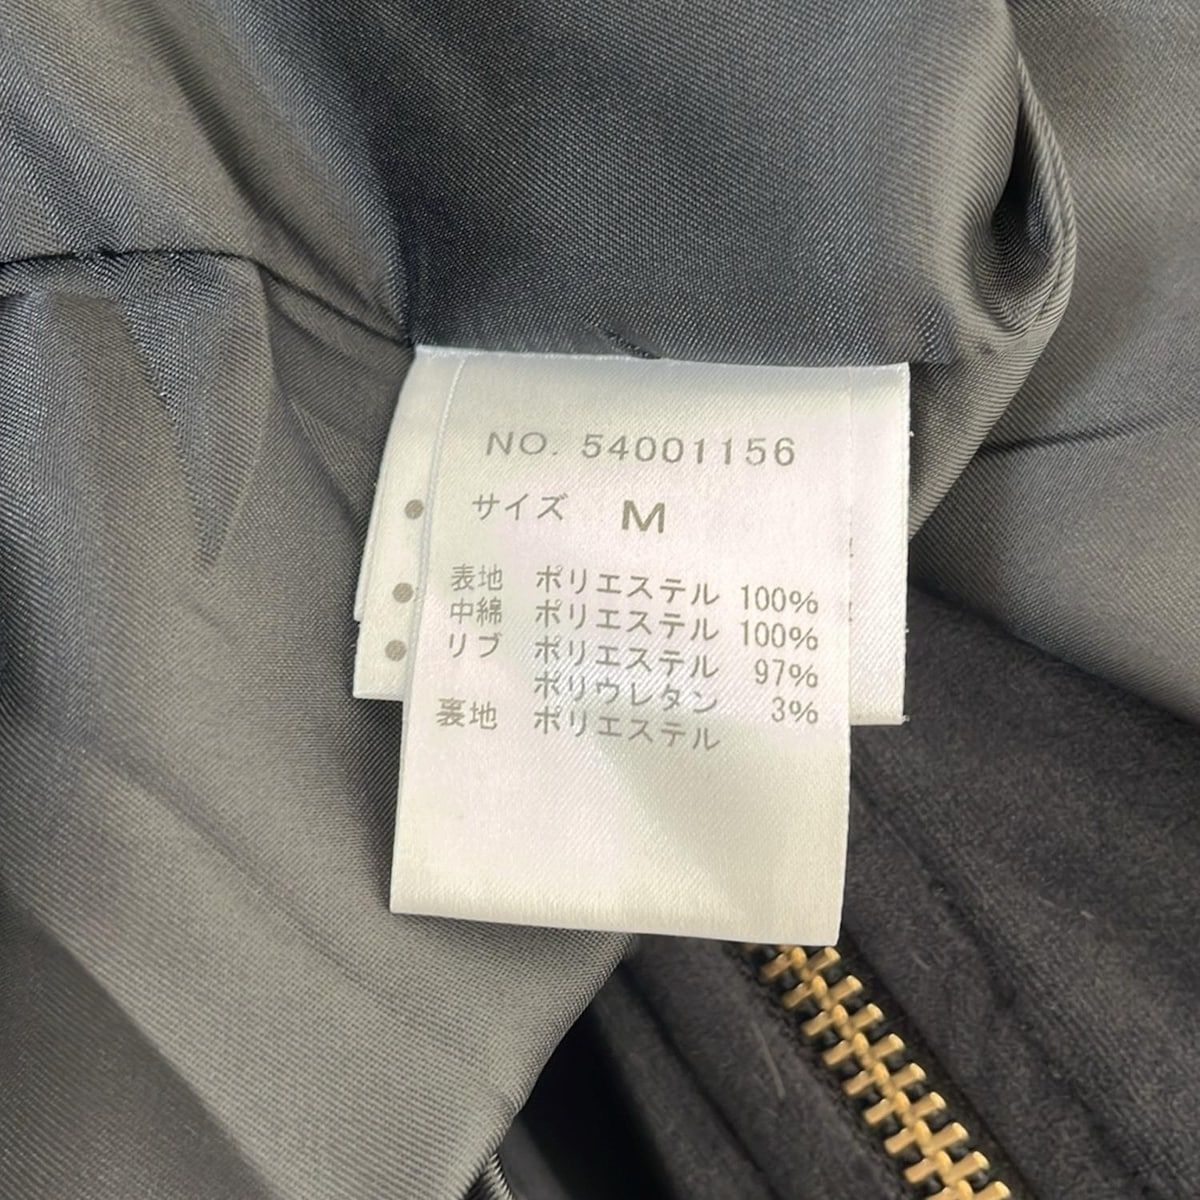 NO. 54001156
サイズ M
表地 ポリエステル 100%
中綿 ポリエステル 100%
リブ ポリエステル 97%
ポリウレタン 3%
裏地 ポリエステル